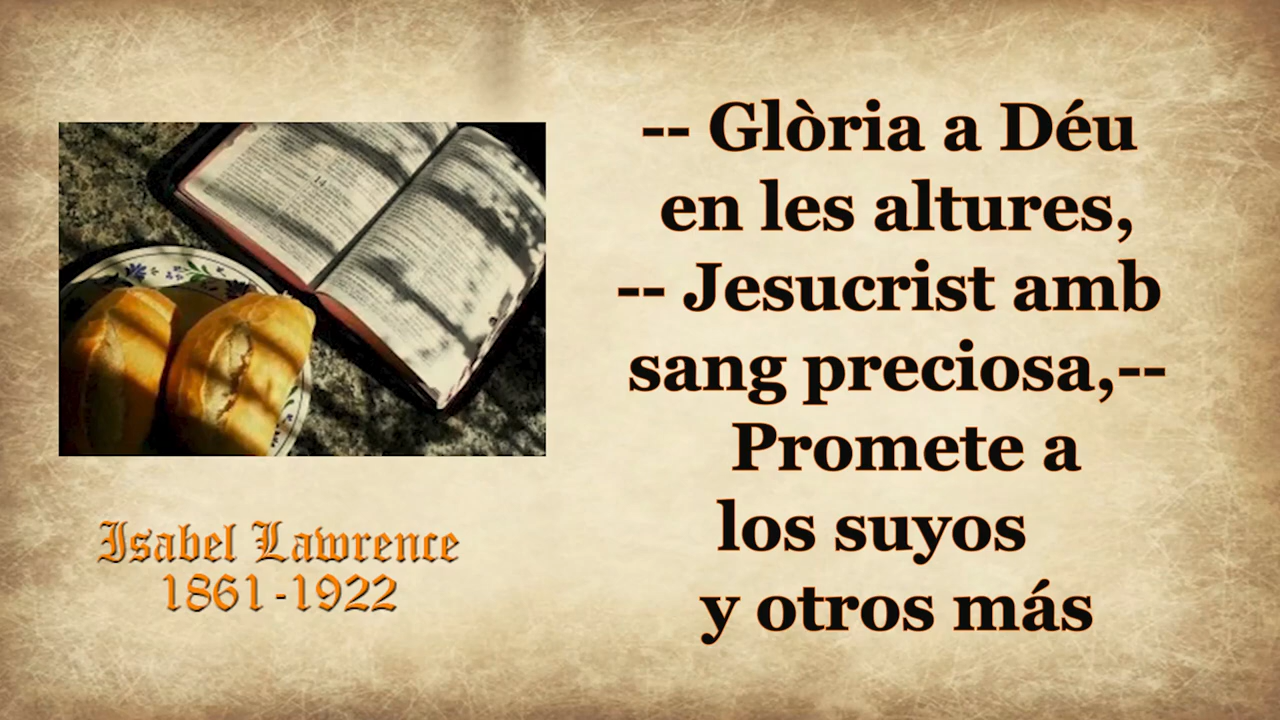 -- Glòria a Déu
en les altures,
-- Jesucrist amb
sang preciosa,--
Promete a
los suyos
y otros más
Isabel Lawrence
1861-1922